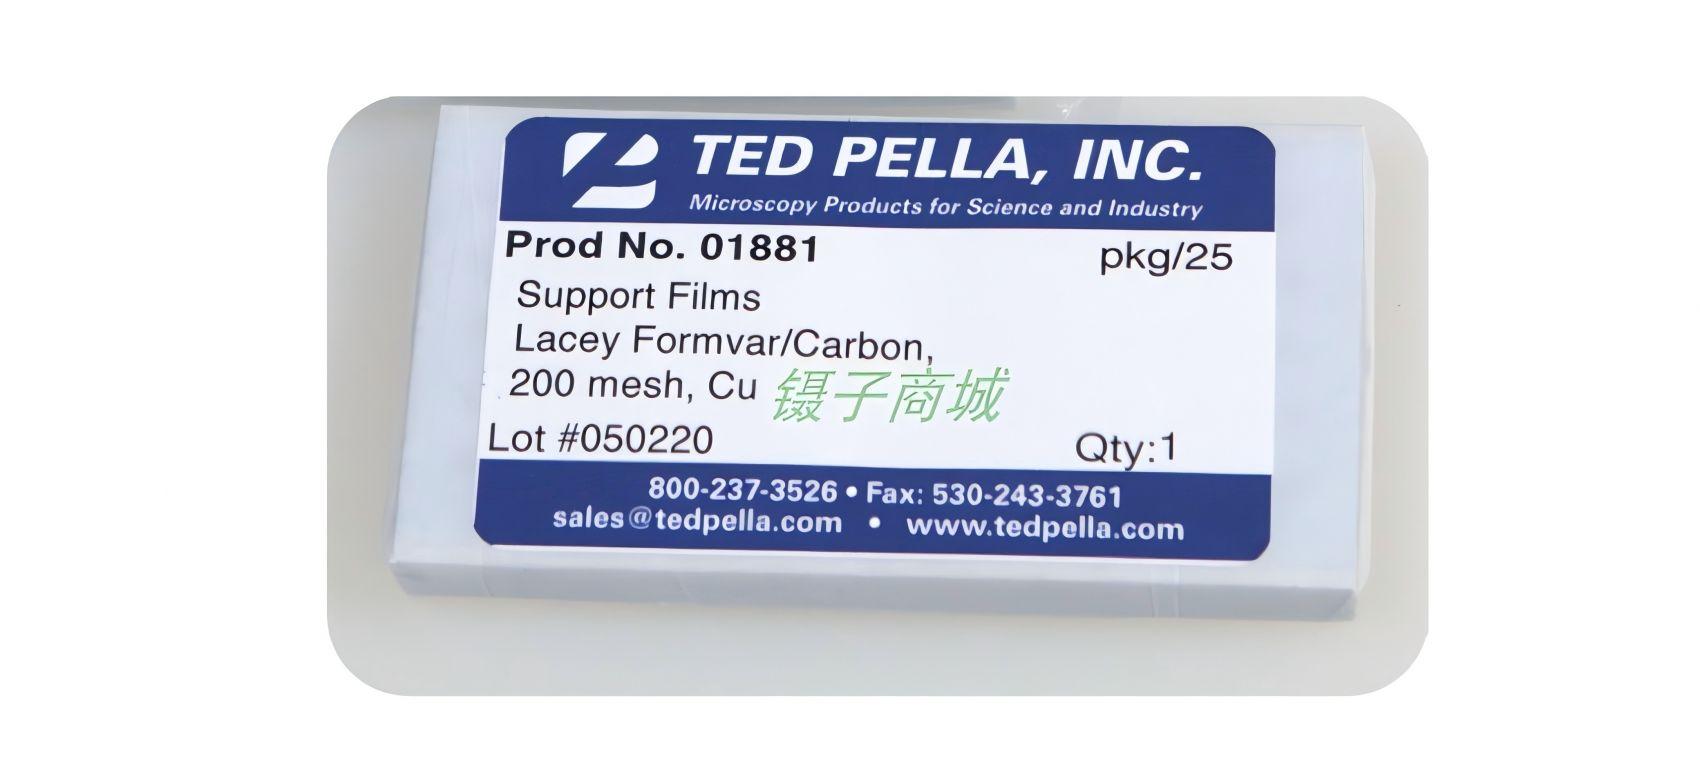 TED PELLA, INC.
Microscopy Products for Science and Industry
Prod No. 01881 pkg/25
Support Films
Lacey Formvar/Carbon,
200 mesh, Cu
镊子商城
Lot #050220 Qty:1
800-237-3526 • Fax: 530-243-3761
sales@tedpella.com • www.tedpella.com